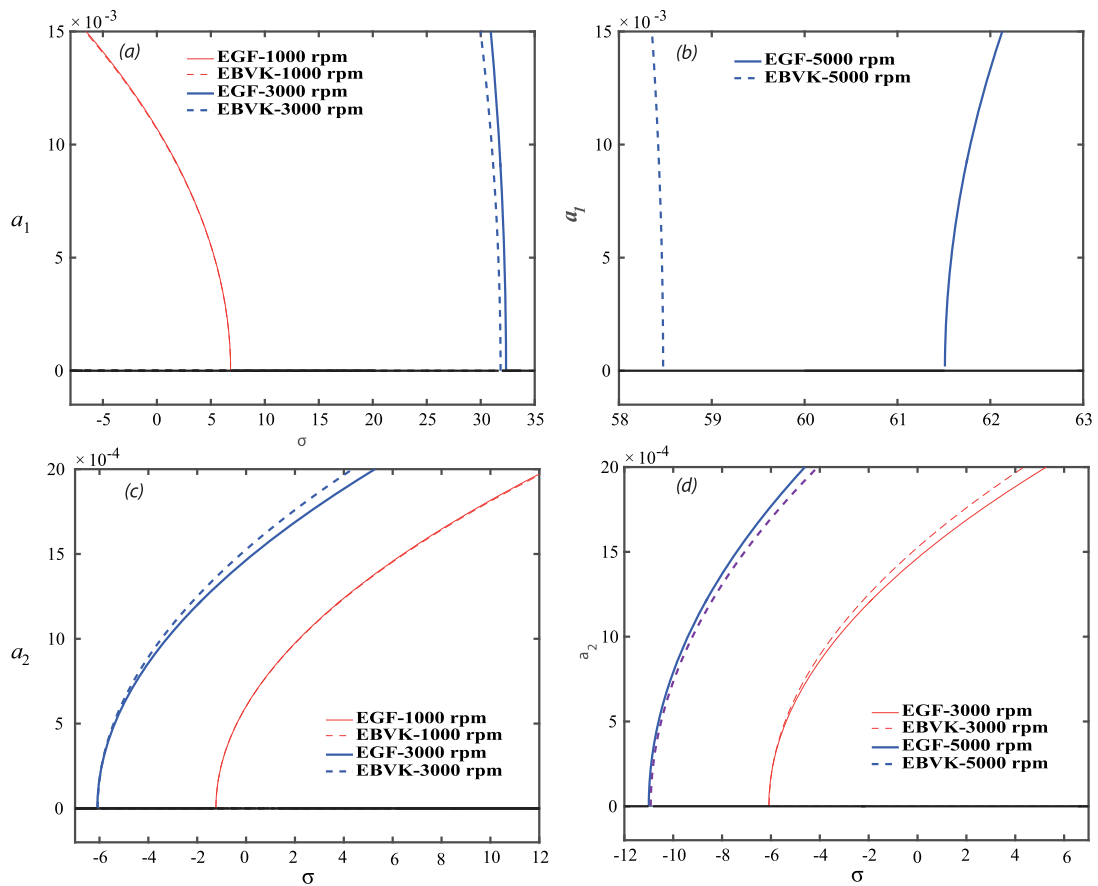 × 10⁻³
(a)
EGF-1000 rpm
EBVK-1000 rpm
EGF-3000 rpm
EBVK-3000 rpm
15
10
5
0
a₁
-5 0 5 10 15 20 25 30 35
σ
× 10⁻³
(b)
EGF-5000 rpm
EBVK-5000 rpm
15
10
5
0
a₁
58 59 60 61 62 63
× 10⁻⁴
(c)
20
15
10
5
0
a₂
EGF-1000 rpm
EBVK-1000 rpm
EGF-3000 rpm
EBVK-3000 rpm
-6 -4 -2 0 2 4 6 8 10 12
σ
× 10⁻⁴
(d)
20
15
10
5
0
a₂
EGF-3000 rpm
EBVK-3000 rpm
EGF-5000 rpm
EBVK-5000 rpm
-12 -10 -8 -6 -4 -2 0 2 4 6
σ